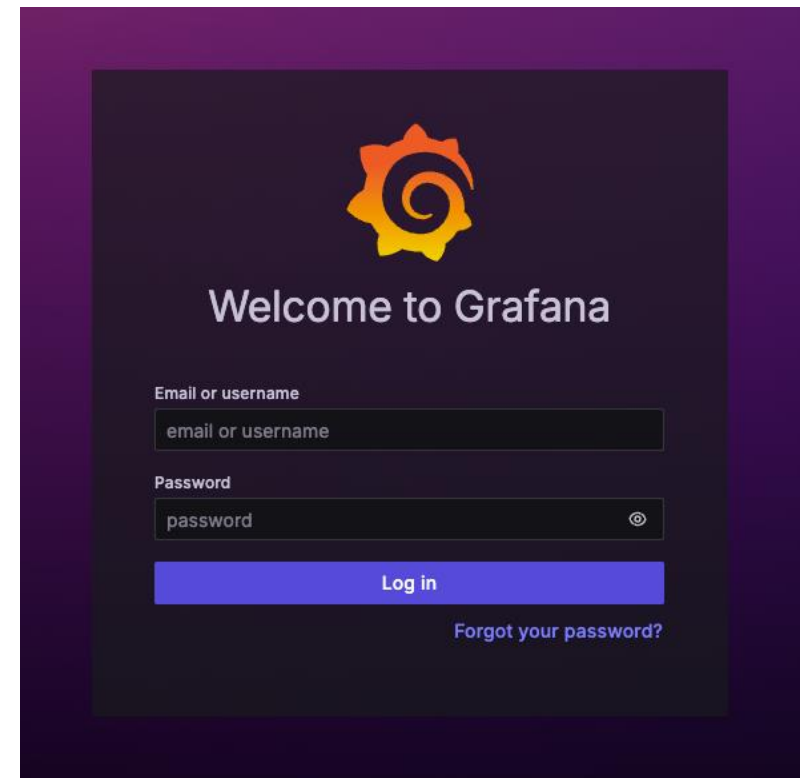 Welcome to Grafana
Email or username
email or username
Password
password
Log in
Forgot your password?